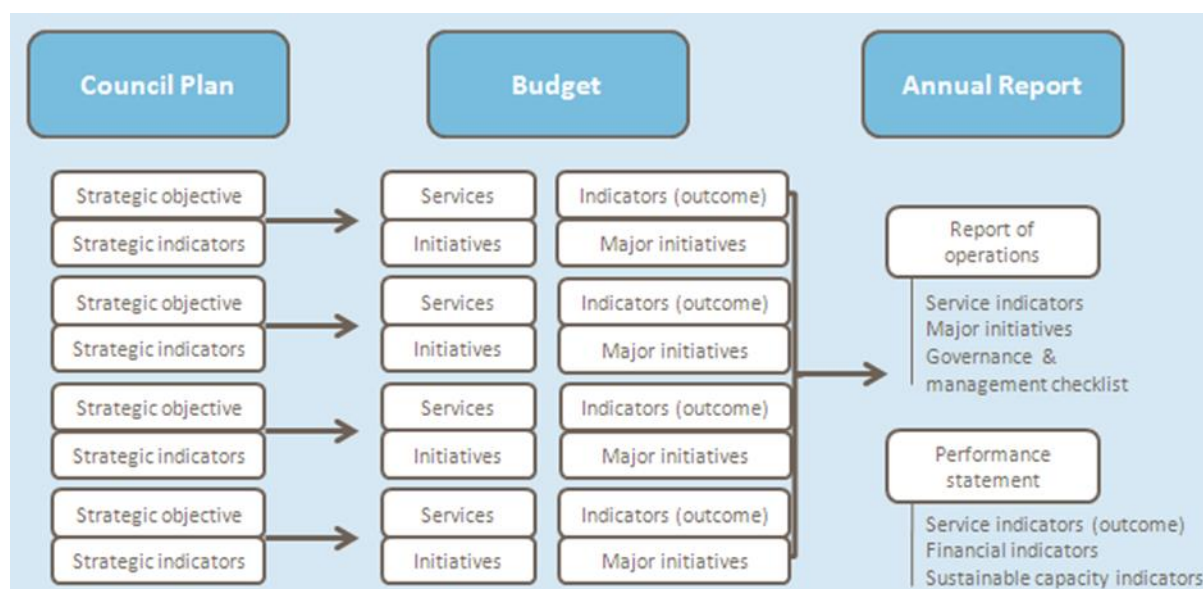 Council Plan
Budget
Annual Report
Strategic objective
Strategic indicators
Strategic objective
Strategic indicators
Strategic objective
Strategic indicators
Strategic objective
Strategic indicators
Services
Initiatives
Services
Initiatives
Services
Initiatives
Services
Initiatives
Indicators (outcome)
Major initiatives
Indicators (outcome)
Major initiatives
Indicators (outcome)
Major initiatives
Indicators (outcome)
Major initiatives
Report of
operations
Service indicators
Major initiatives
Governance &
management checklist
Performance
statement
Service indicators (outcome)
Financial indicators
Sustainable capacity indicators